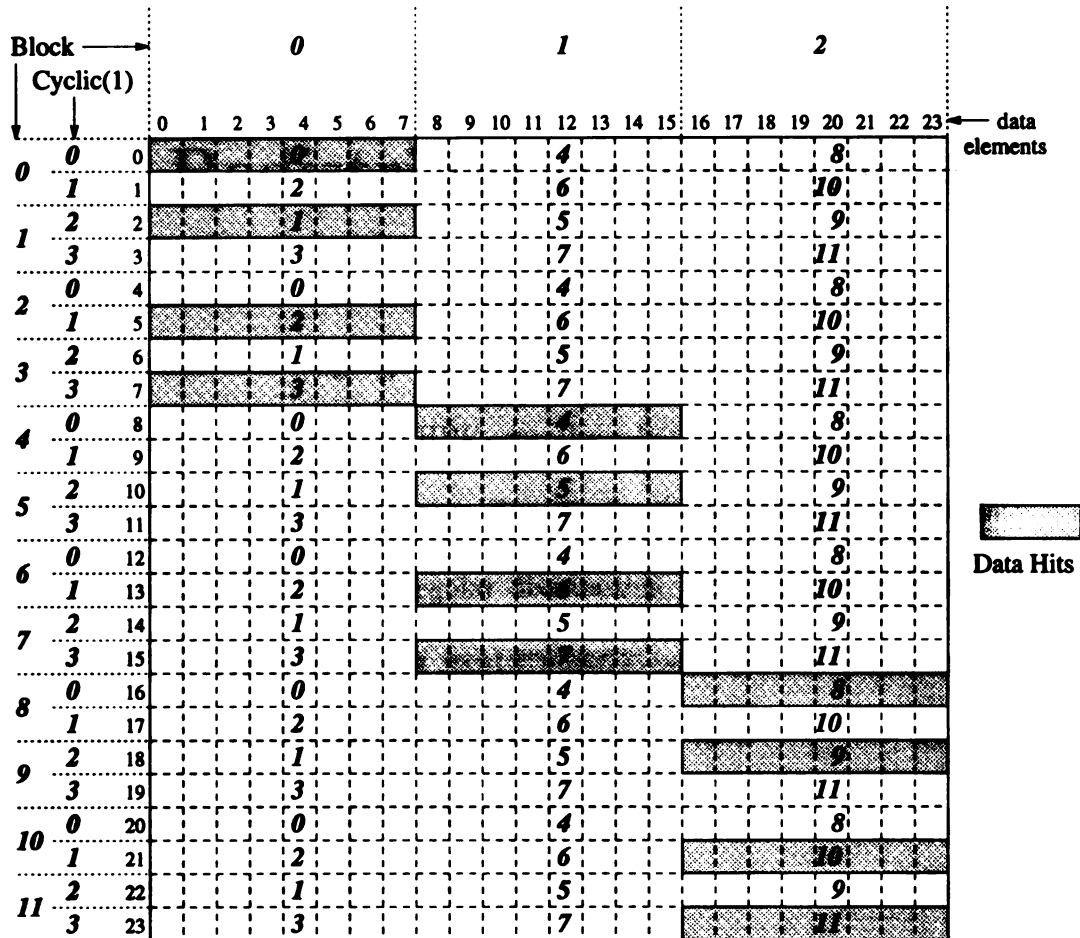 Block 0 1 2
Cyclic(1)
0 1 2 3 4 5 6 7 8 9 10 11 12 13 14 15 16 17 18 19 20 21 22 23 data
elements
0 0 0 0 4 8
1 1 2 6 10
1 2 2 1 5 9
3 3 3 7 11
2 0 4 0 4 8
1 5 2 6 10
3 2 6 1 5 9
3 7 3 7 11
4 0 8 0 4 8
1 9 2 6 10
5 2 10 1 5 9
3 11 3 7 11
6 0 12 0 4 8
1 13 2 6 10
7 2 14 1 5 9
3 15 3 7 11
8 0 16 0 4 8
1 17 2 6 10
9 2 18 1 5 9
3 19 3 7 11
10 0 20 0 4 8
1 21 2 6 10
11 2 22 1 5 9
3 23 3 7 11
Data Hits